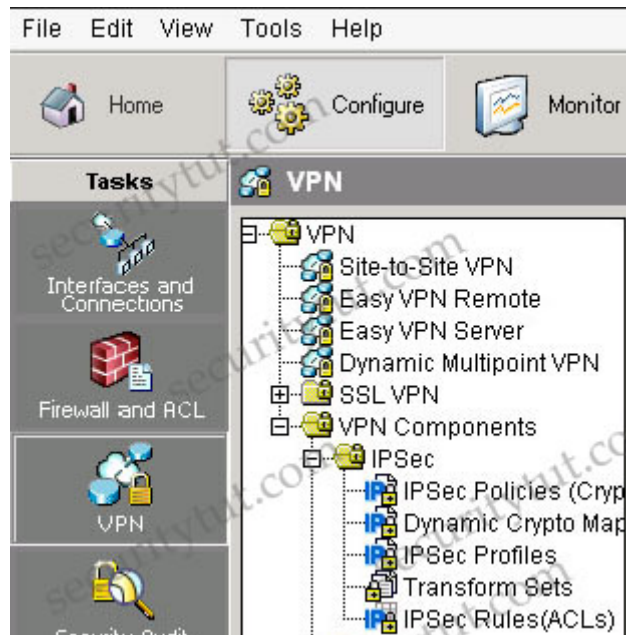 File Edit View Tools Help
Home Configure Monitor
Tasks
VPN
Interfaces and
Connections
Firewall and ACL
VPN
VPN
Site-to-Site VPN
Easy VPN Remote
Easy VPN Server
Dynamic Multipoint VPN
SSL VPN
VPN Components
IPSec
IPSec Policies (Cryp
Dynamic Crypto Map
IPSec Profiles
Transform Sets
IPSec Rules(ACLs)
securitytut.com